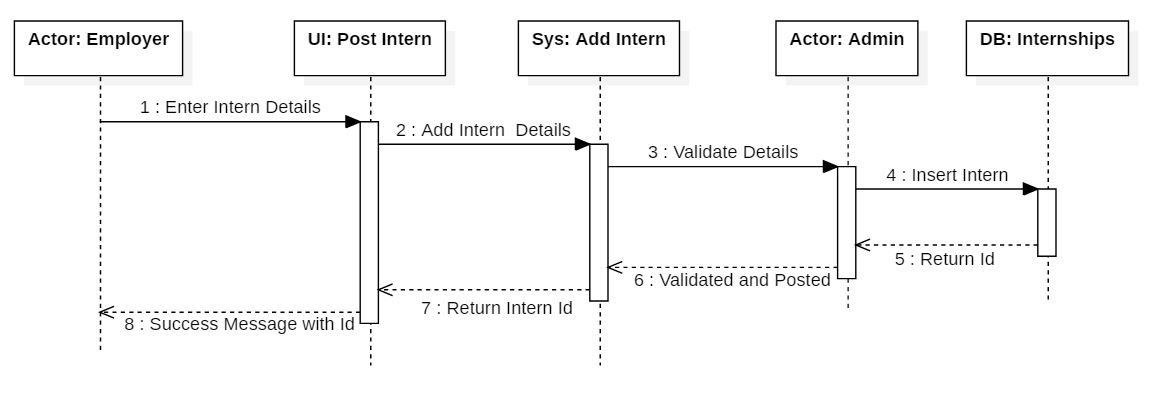 Actor: Employer
UI: Post Intern
Sys: Add Intern
Actor: Admin
DB: Internships
1 : Enter Intern Details
2 : Add Intern  Details
3 : Validate Details
4 : Insert Intern
5 : Return Id
6 : Validated and Posted
7 : Return Intern Id
8 : Success Message with Id